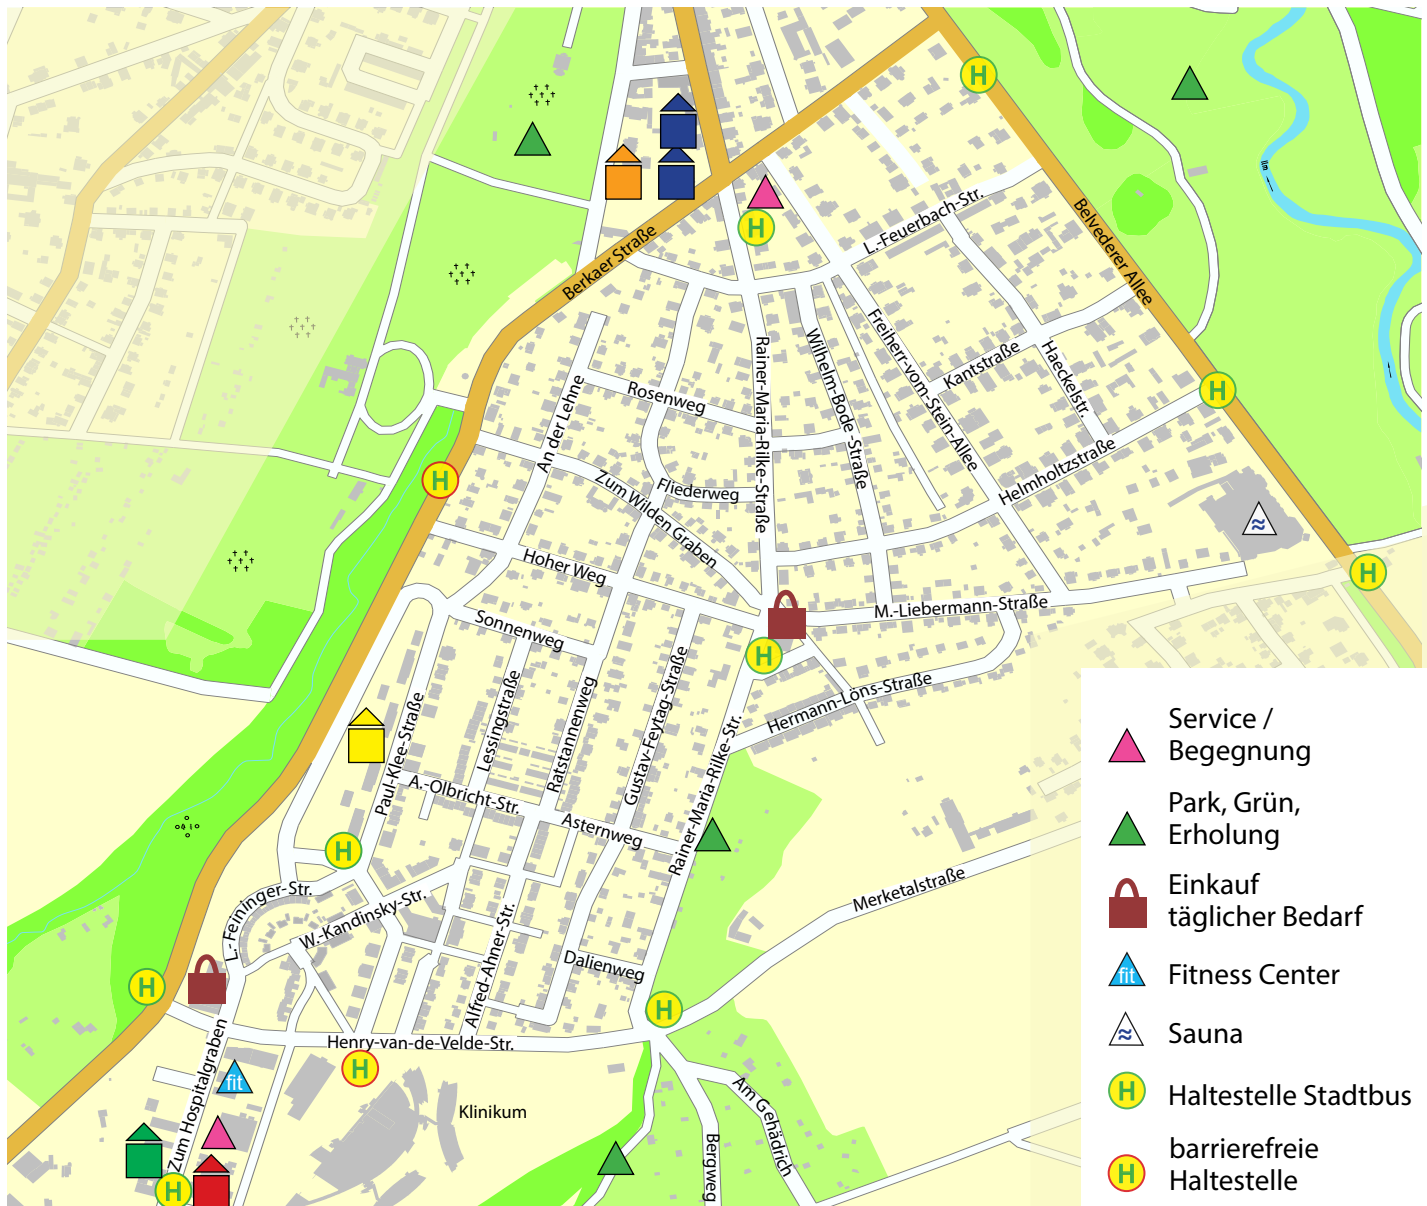 H
H
L.-Feuerbach-Str.
Belvederer Allee
Berkaer Straße
Freiherr-vom-Stein-Allee
Kantstraße
Haeckelstr.
Wilhelm-Bode-Straße
Rainer-Maria-Rilke-Straße
Rosenweg
An der Lehne
H
Helmholtzstraße
H
Zum Wilden Graben
Fliederweg
Hoher Weg
H
M.-Liebermann-Straße
Sonnenweg
H
Hermann-Löns-Straße
Paul-Klee-Straße
Lessingstraße
Ratstannenweg
Gustav-Feytag-Straße
Rainer-Maria-Rilke-Str.
A.-Olbricht-Str.
Asternweg
H
L.-Feininger-Str.
W.-Kandinsky-Str.
Merketalstraße
Alfred-Ahner-Str.
Dalienweg
H
H
Henry-van-de-Velde-Str.
H
Zum Hospitalgraben
fit
Klinikum
Am Gehädrich
Bergweg
H
Service /
Begegnung
Park, Grün,
Erholung
Einkauf
täglicher Bedarf
fit
Fitness Center
Sauna
H
Haltestelle Stadtbus
H
barrierefreie
Haltestelle